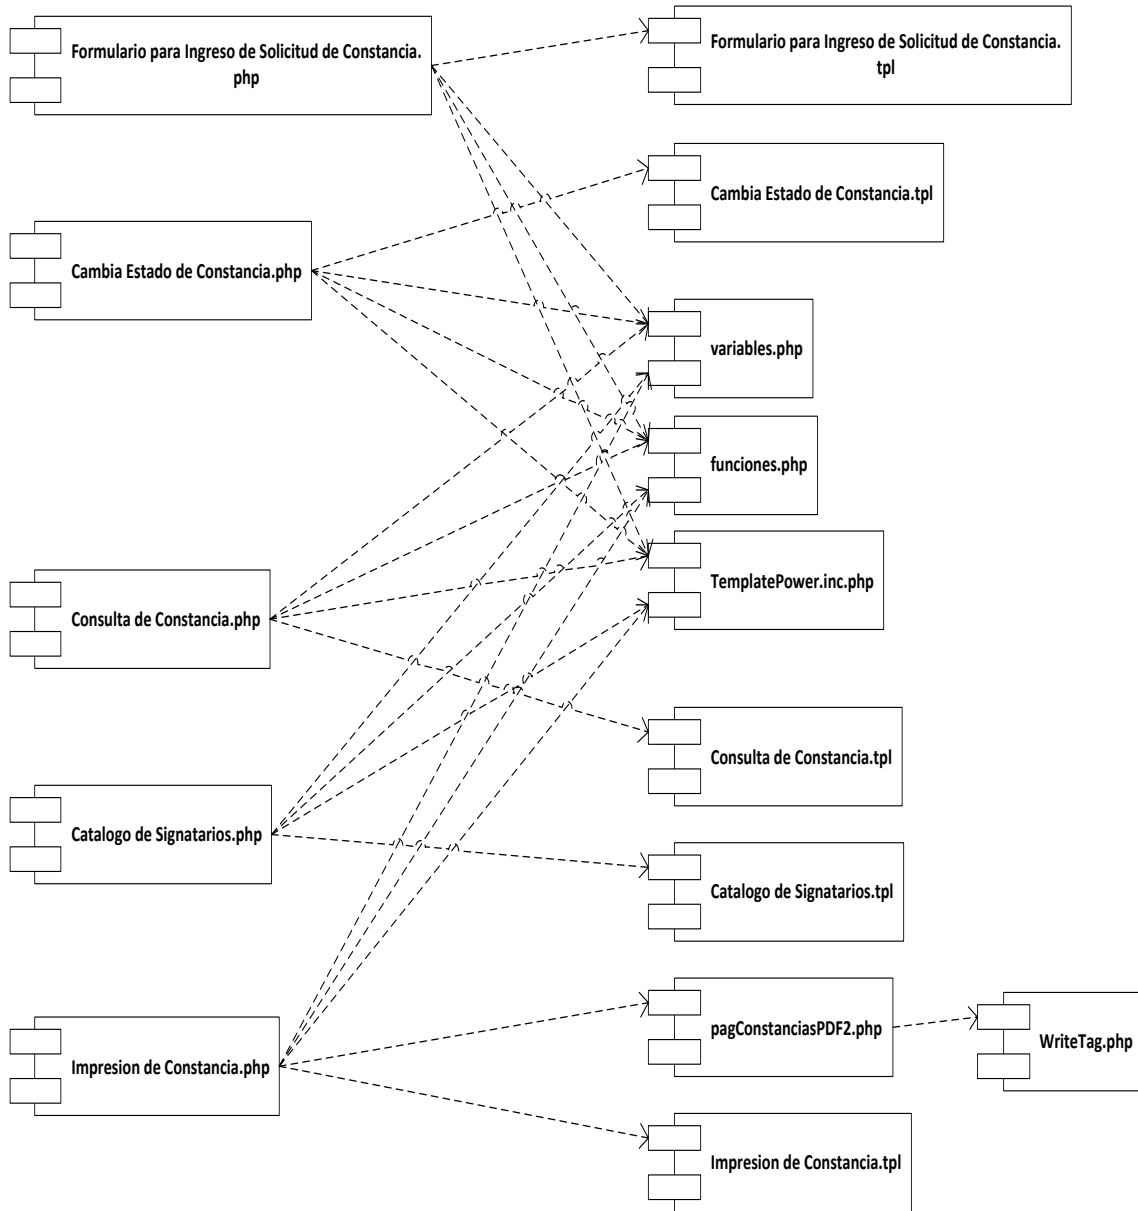 Formulario para Ingreso de Solicitud de Constancia.
php
Formulario para Ingreso de Solicitud de Constancia.
tpl
Cambia Estado de Constancia.tpl
Cambia Estado de Constancia.php
variables.php
funciones.php
TemplatePower.inc.php
Consulta de Constancia.php
Consulta de Constancia.tpl
Catalogo de Signatarios.php
Catalogo de Signatarios.tpl
pagConstanciasPDF2.php
WriteTag.php
Impresion de Constancia.php
Impresion de Constancia.tpl